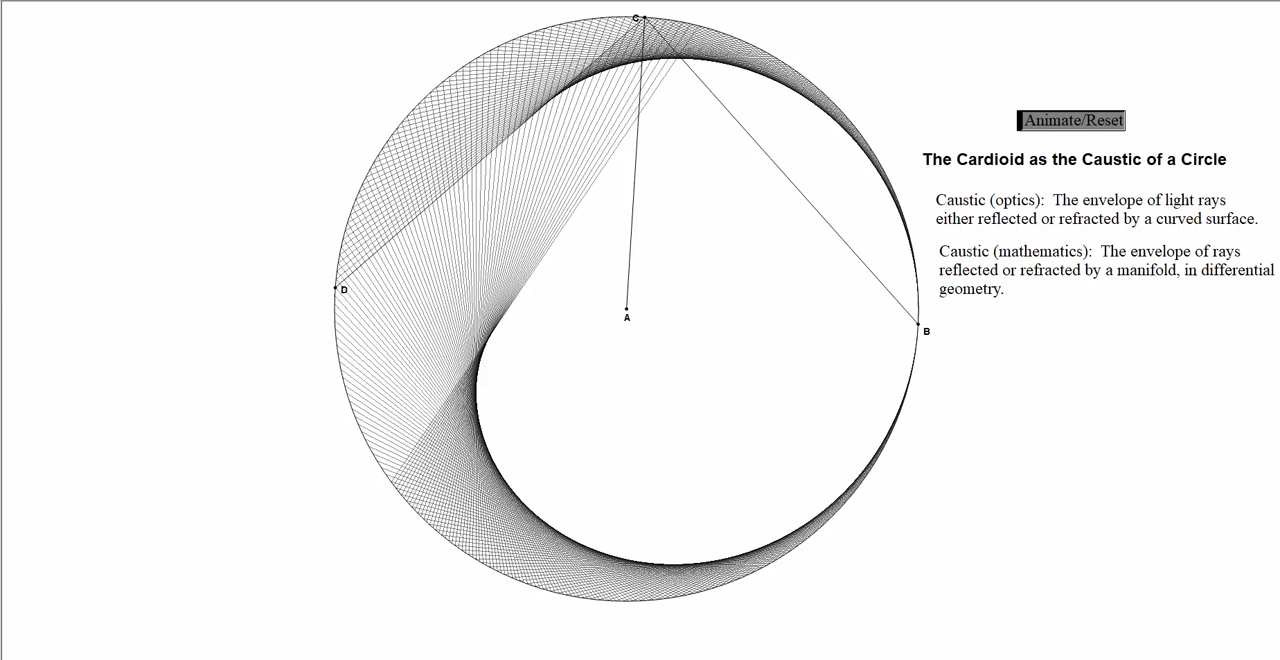 C
Animate/Reset
The Cardioid as the Caustic of a Circle
Caustic (optics): The envelope of light rays
either reflected or refracted by a curved surface.
Caustic (mathematics): The envelope of rays
reflected or refracted by a manifold, in differential
geometry.
D
A
B